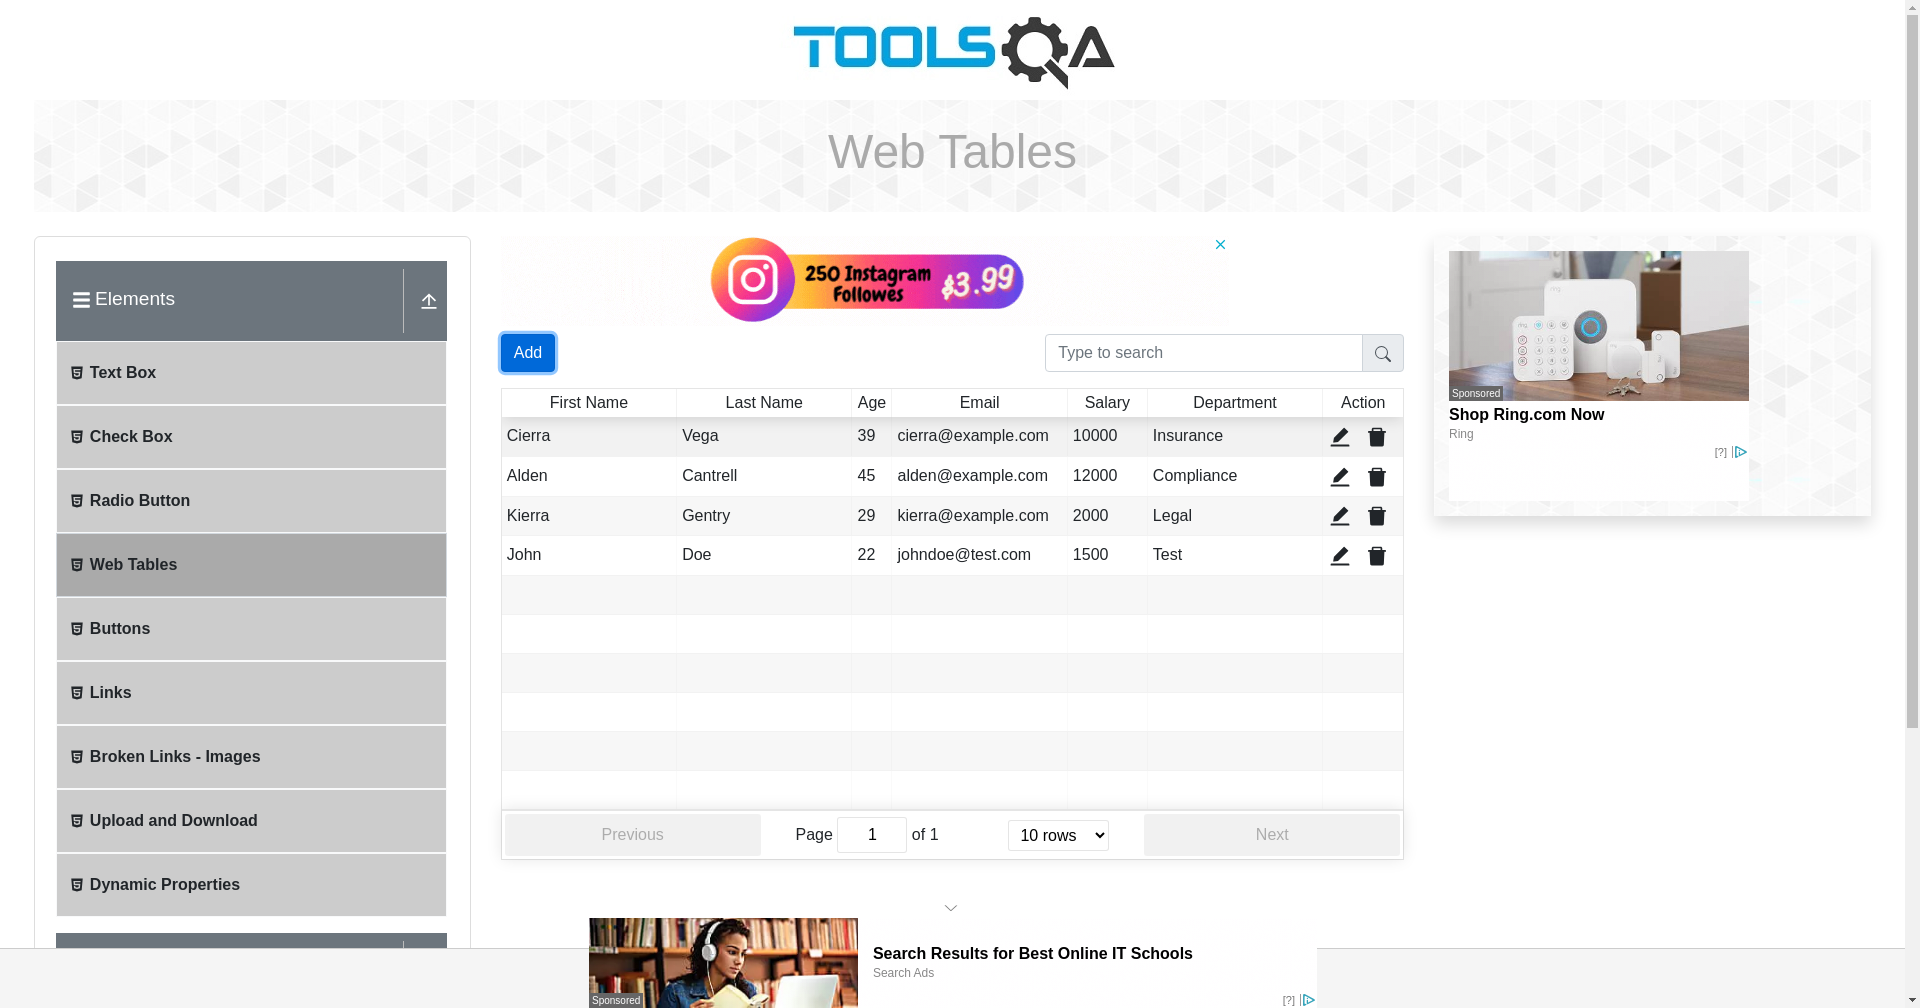 TOOLSQA
Web Tables
Elements
Text Box
Check Box
Radio Button
Web Tables
Buttons
Links
Broken Links - Images
Upload and Download
Dynamic Properties
250 Instagram
Followes
$3.99
Add
Type to search
First Name Last Name Age Email Salary Department Action
Cierra Vega 39 cierra@example.com 10000 Insurance
Alden Cantrell 45 alden@example.com 12000 Compliance
Kierra Gentry 29 kierra@example.com 2000 Legal
John Doe 22 johndoe@test.com 1500 Test
Previous Page 1 of 1 10 rows Next
ring
Sponsored
Shop Ring.com Now
Ring
[?]
Search Results for Best Online IT Schools
Search Ads
Sponsored
[?]